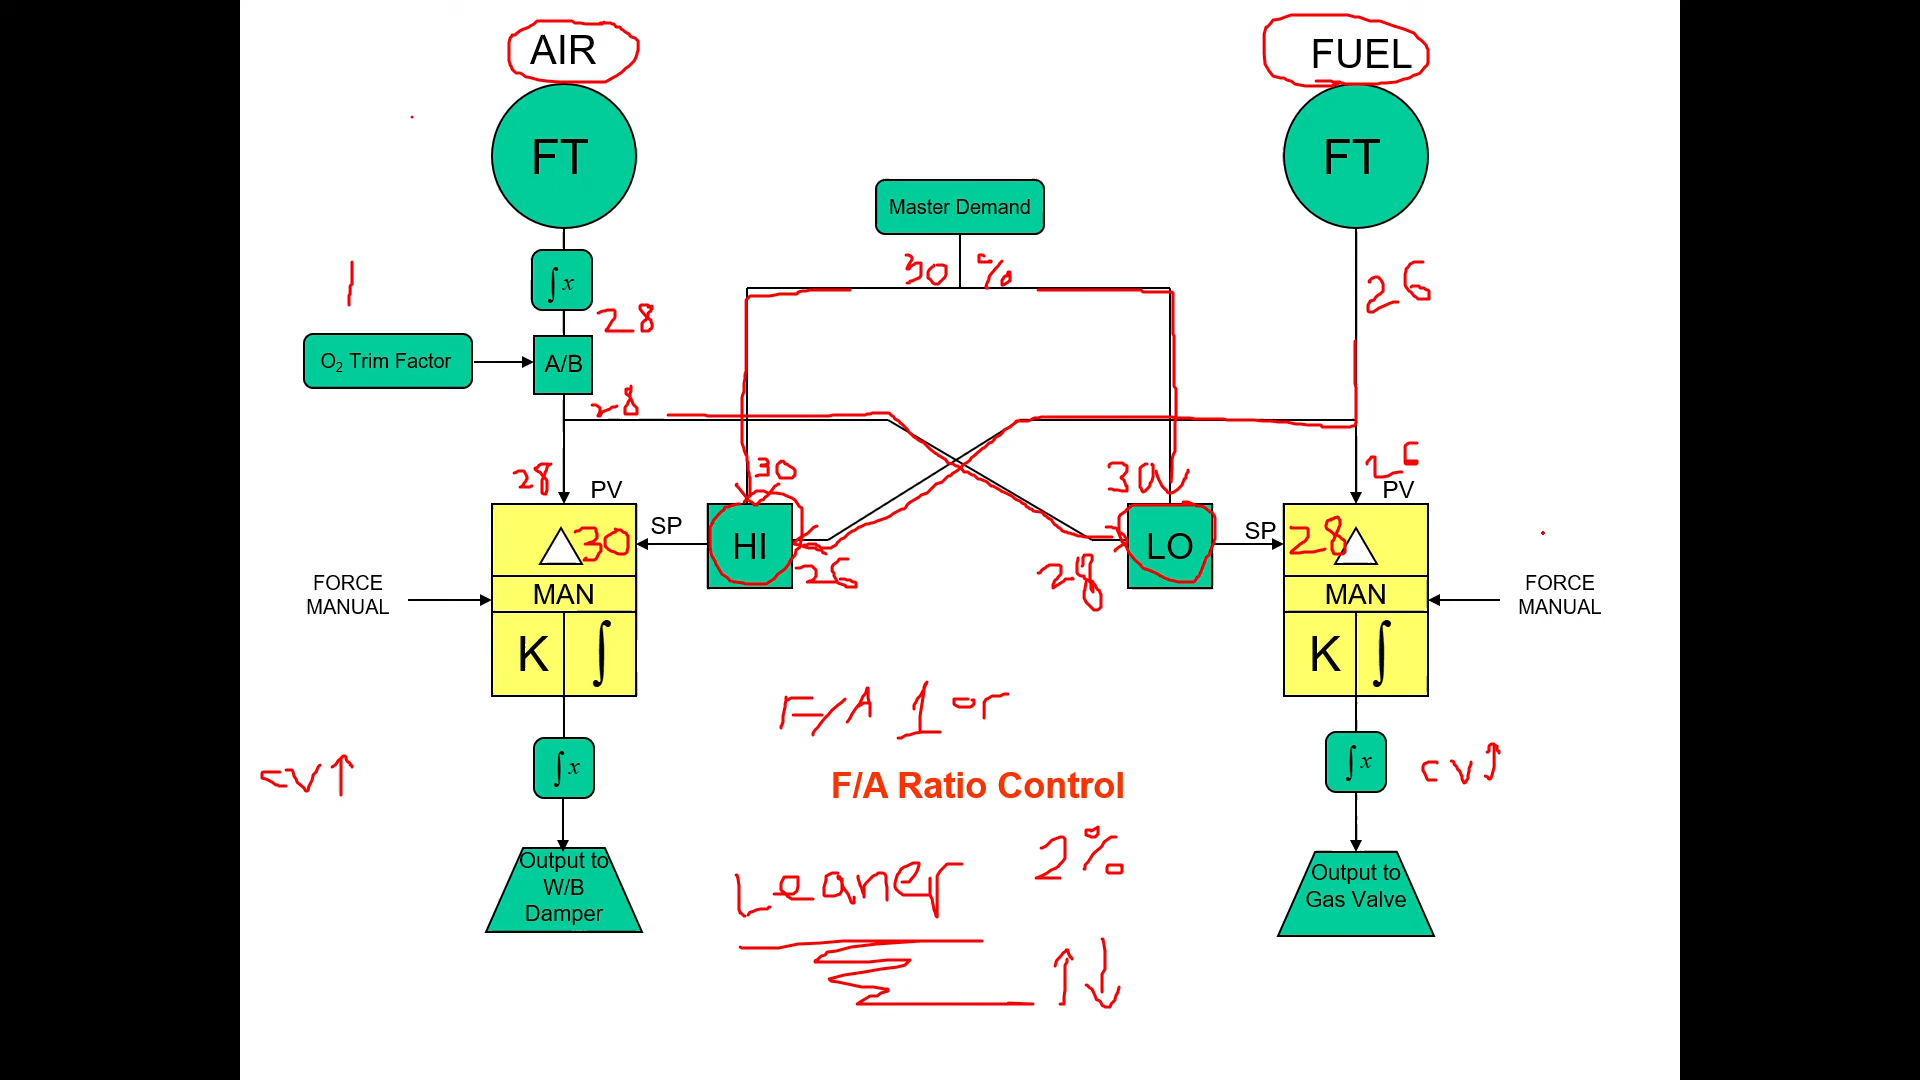 AIR
FUEL
FT
FT
Master Demand
30 %
1
∫x
28
26
O2 Trim Factor
A/B
28
28
PV
30
30
26
PV
SP
HI
LO
SP
30
28
26
28
FORCE
MANUAL
MAN
MAN
FORCE
MANUAL
K ∫
K ∫
F/A 1 or
CV↑
∫x
F/A Ratio Control
∫x
CV↑
Output to
W/B
Damper
Leaner
2%
Output to
Gas Valve
↑↓